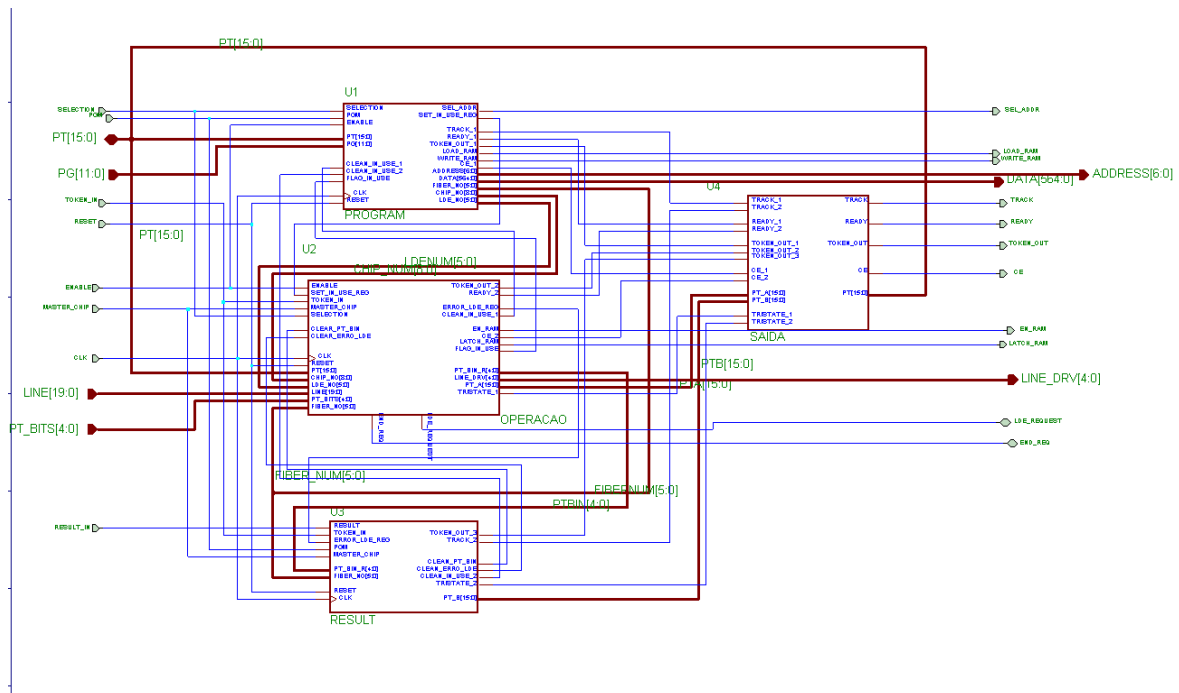 PT[15:0]
U1
SELECTION
PGM
PT[15:0]
PG[11:0]
TOKEN_IN
RESET
PT[15:0]
SELECTION
PGM
ENABLE
PT[15:0]
PG[11:0]
CLEAN_IN_USE_1
CLEAN_IN_USE_2
FLAG_IN_USE
CLK
RESET
SEL_ADDR
SET_IN_USE_REG
TRACK_1
READY_1
TOKEN_OUT_1
LOAD_RAM
WRITE_RAM
CE_1
ADDRESS[6:0]
DATA[564:0]
FIBER_NO[5:0]
CHIP_NO[3:0]
LDE_NO[5:0]
PROGRAM
SEL_ADDR
LOAD_RAM
WRITE_RAM
ADDRESS[6:0]
DATA[564:0]
U4
TRACK_1
TRACK_2
READY_1
READY_2
TOKEN_OUT_1
TOKEN_OUT_2
TOKEN_OUT_3
CE_1
CE_2
PT_A[15:0]
PT_B[15:0]
TRISTATE_1
TRISTATE_2
TRACK
READY
TOKEN_OUT
CE
PT[15:0]
SAIDA
TRACK
READY
TOKEN_OUT
CE
U2
LDENUM[5:0]
ENABLE
MASTER_CHIP
CLK
LINE[19:0]
PT_BITS[4:0]
ENABLE
SET_IN_USE_REG
TOKEN_IN
MASTER_CHIP
SELECTION
CLEAR_PT_BIN
CLEAR_ERRO_LDE
CLK
RESET
PT[15:0]
CHIP_NO[3:0]
LDE_NO[5:0]
LINE[19:0]
PT_BITS[4:0]
FIBER_NO[5:0]
TOKEN_OUT_2
READY_2
ERROR_LDE_REG
CLEAN_IN_USE_1
EN_RAM
CE_2
LATCH_RAM
FLAG_IN_USE
PT_BIN_R[4:0]
LINE_DRV[4:0]
PT_A[15:0]
TRISTATE_1
END_REQ
LDE_REQUEST
OPERACAO
EN_RAM
LATCH_RAM
PTB[15:0]
PTA[15:0]
LINE_DRV[4:0]
LDE_REQUEST
END_REQ
FIBER_NUM[5:0]
FIBERNUM[5:0]
PTBIN[4:0]
U3
RESULT_IN
RESULT
TOKEN_IN
ERROR_LDE_REG
PGM
MASTER_CHIP
PT_BIN_R[4:0]
FIBER_NO[5:0]
RESET
CLK
TOKEN_OUT_3
TRACK_2
CLEAN_PT_BIN
CLEAN_ERRO_LDE
CLEAN_IN_USE_2
TRISTATE_2
PT_B[15:0]
RESULT